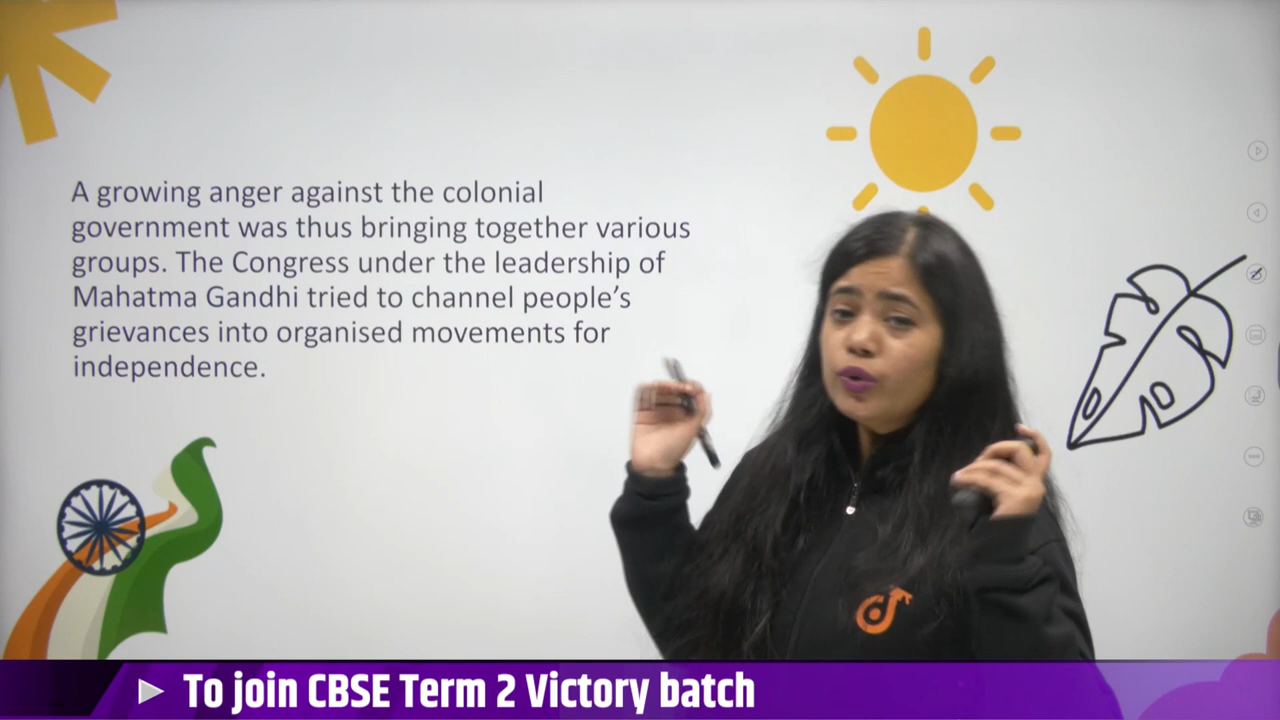 A growing anger against the colonial
government was thus bringing together various
groups. The Congress under the leadership of
Mahatma Gandhi tried to channel people’s
grievances into organised movements for
independence.
To join CBSE Term 2 Victory batch